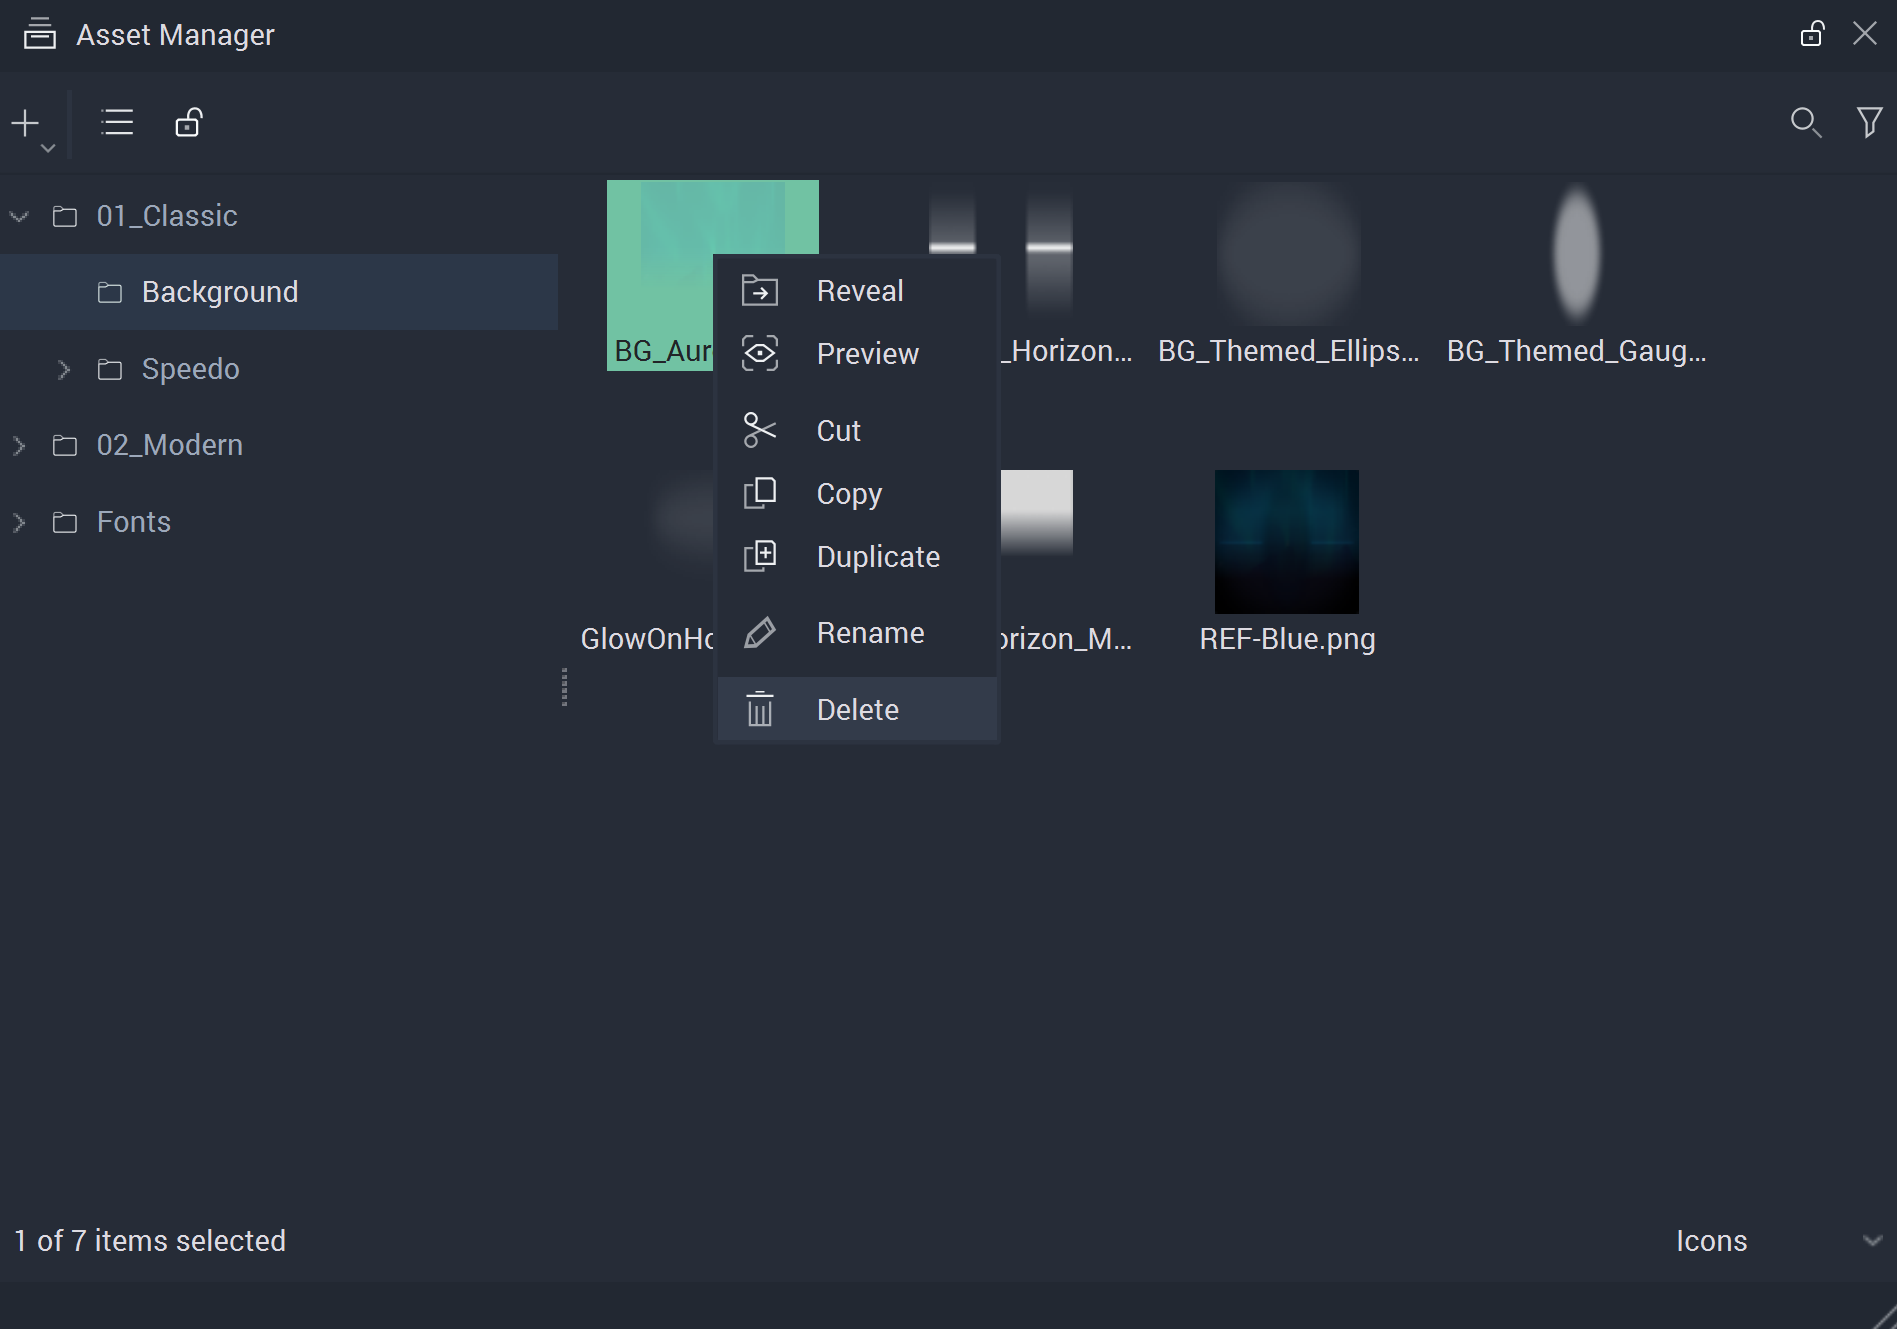 Asset Manager
01_Classic
Background
Speedo
02_Modern
Fonts
BG_Aur
_Horizon...
BG_Themed_Ellips...
BG_Themed_Gaug...
Reveal
Preview
Cut
Copy
Duplicate
Rename
Delete
GlowOnHo
orizon_M...
REF-Blue.png
1 of 7 items selected
Icons